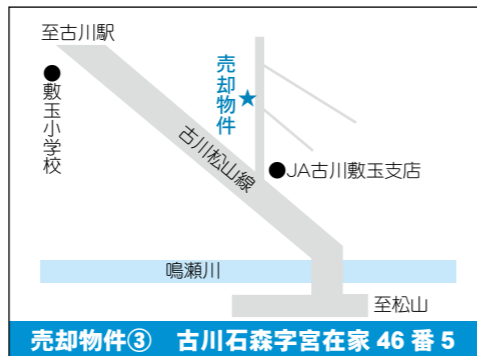 至古川駅
敷玉小学校
売却物件
古川松山線
JA古川敷玉支店
鳴瀬川
至松山
売却物件③ 古川石森字宮在家 46 番 5